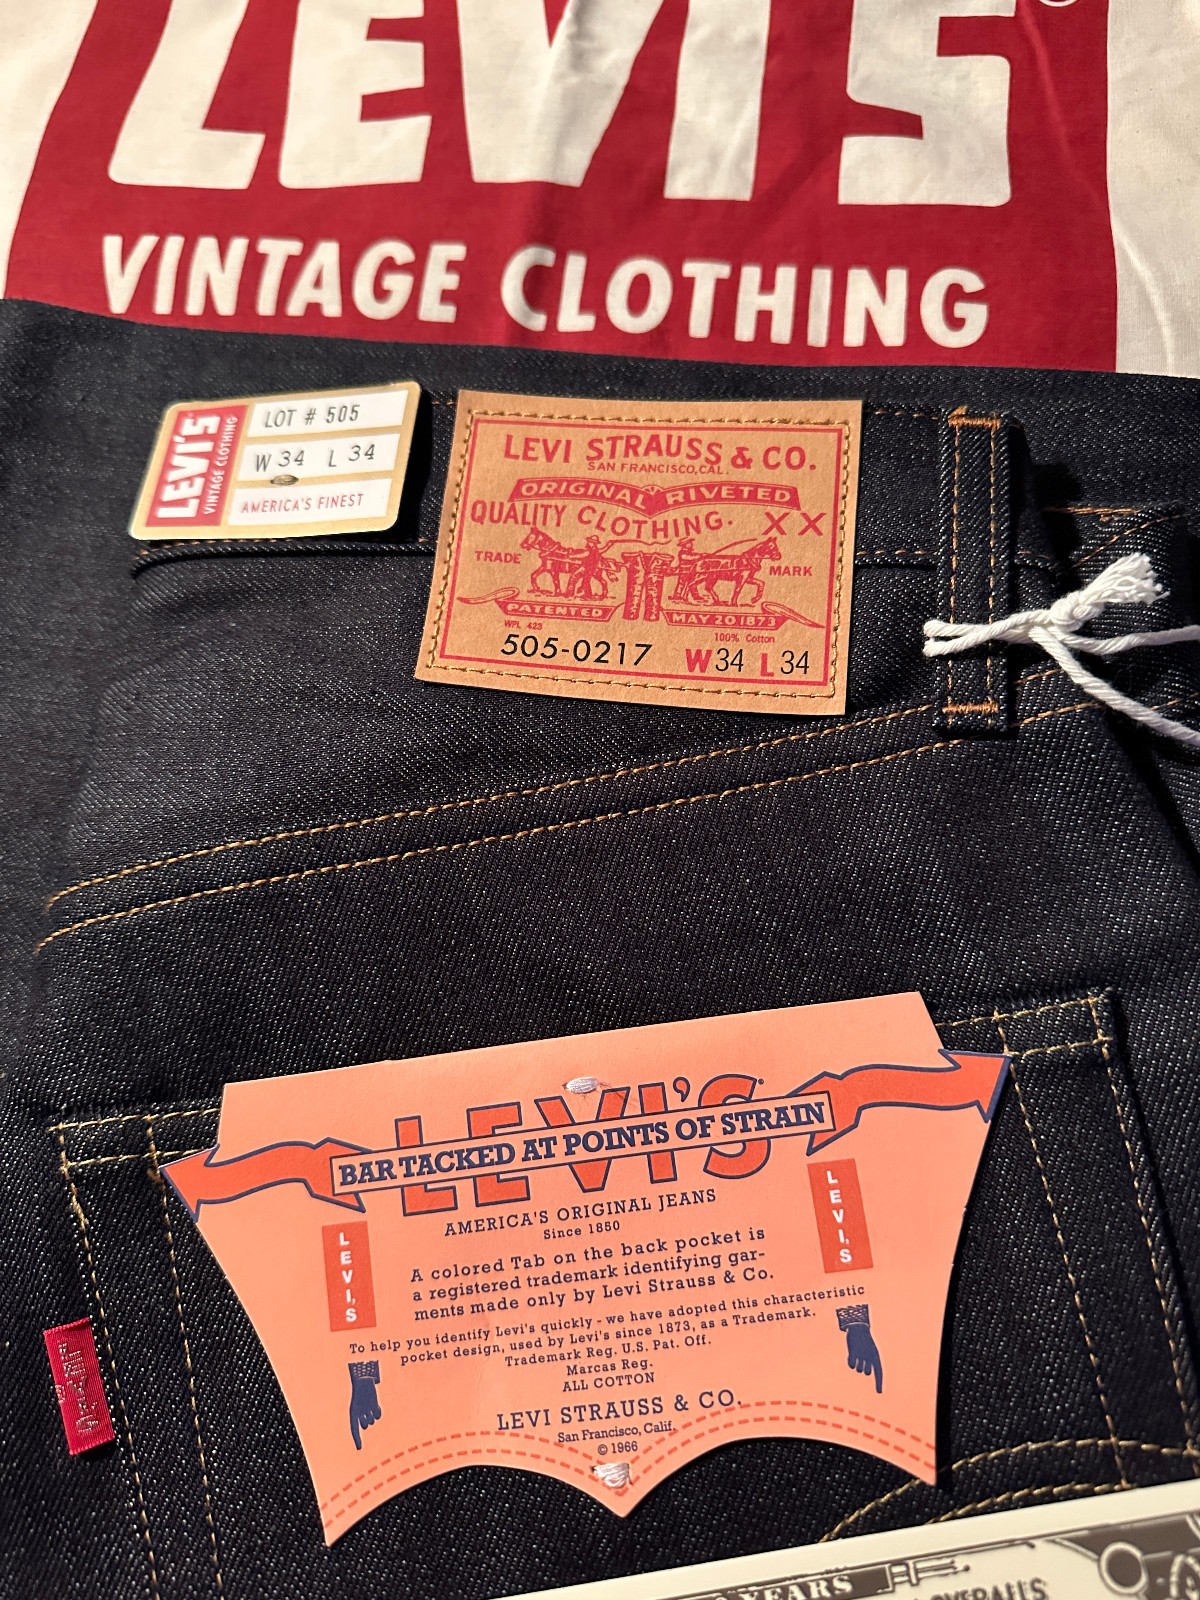 LEVI'S
VINTAGE CLOTHING
LEVI'S
VINTAGE CLOTHING
LOT # 505
W 34 L 34
AMERICA'S FINEST
LEVI STRAUSS & CO.
SAN FRANCISCO, CAL.
ORIGINAL RIVETED
QUALITY CLOTHING. XX
TRADE MARK
PATENTED MAY 20 1873
WPL 423 100% Cotton
505-0217 W34 L34
LEVI'S
BAR TACKED AT POINTS OF STRAIN
AMERICA'S ORIGINAL JEANS
Since 1850
LEVI'S
LEVI'S
A colored Tab on the back pocket is
a registered trademark identifying gar-
ments made only by Levi Strauss & Co.
To help you identify Levi's quickly - we have adopted this characteristic
pocket design, used by Levi's since 1873, as a Trademark.
Trademark Reg. U.S. Pat. Off.
Marcas Reg.
ALL COTTON
LEVI STRAUSS & CO.
San Francisco, Calif.
© 1966
LEVI'S
YEARS
OVERALLS